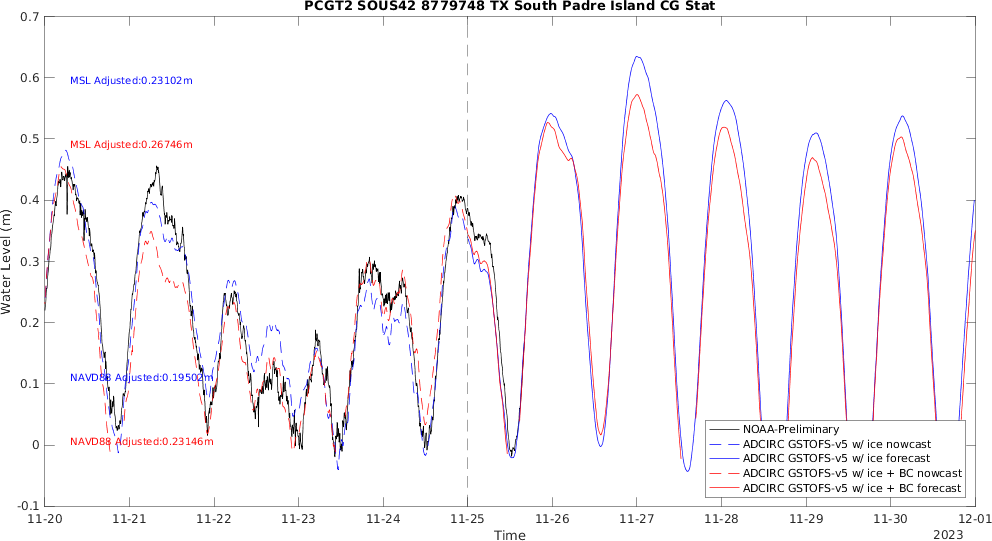 PCGT2 SOUS42 8779748 TX South Padre Island CG Stat
0.7
0.6
0.5
0.4
0.3
0.2
0.1
0
-0.1
Water Level (m)
MSL Adjusted:0.23102m
MSL Adjusted:0.26746m
NAVD88 Adjusted:0.19502m
NAVD88 Adjusted:0.23146m
NOAA-Preliminary
ADCIRC GSTOFS-v5 w/ ice nowcast
ADCIRC GSTOFS-v5 w/ ice forecast
ADCIRC GSTOFS-v5 w/ ice + BC nowcast
ADCIRC GSTOFS-v5 w/ ice + BC forecast
11-20 11-21 11-22 11-23 11-24 11-25 11-26 11-27 11-28 11-29 11-30 12-01
Time
2023